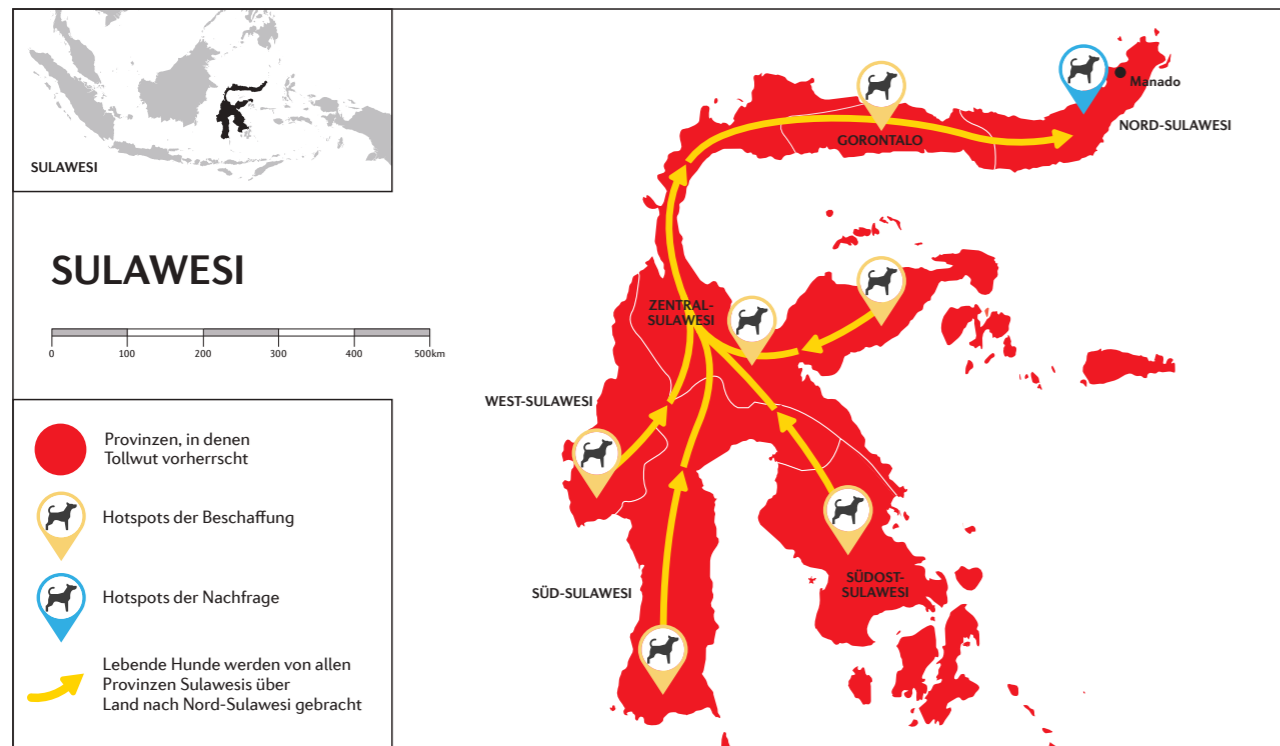 SULAWESI
SULAWESI
0 100 200 300 400 500km
Provinzen, in denen
Tollwut vorherrscht
Hotspots der Beschaffung
Hotspots der Nachfrage
Lebende Hunde werden von allen
Provinzen Sulawesis über
Land nach Nord-Sulawesi gebracht
Manado
NORD-SULAWESI
GORONTALO
ZENTRAL-
SULAWESI
WEST-SULAWESI
SÜD-SULAWESI
SÜDOST-
SULAWESI